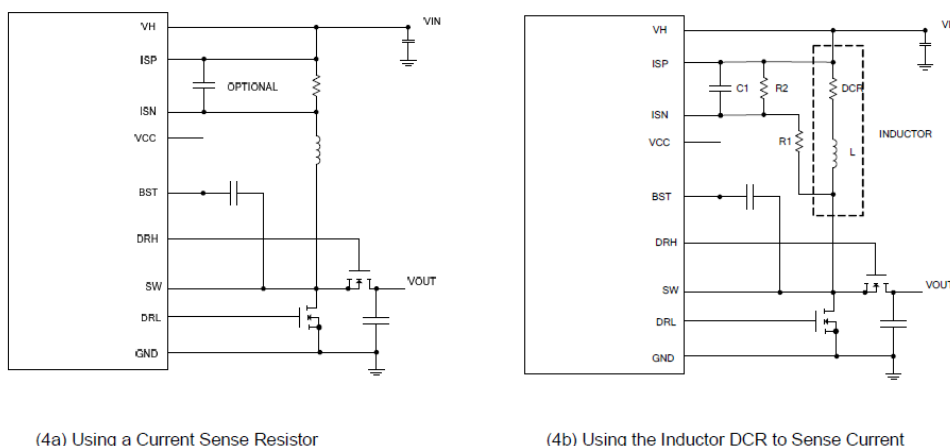 VH
VIN
ISP
OPTIONAL
ISN
VCC
BST
DRH
SW
VOUT
DRL
GND
(4a) Using a Current Sense Resistor
VH
ISP
C1
R2
DCR
ISN
INDUCTOR
VCC
R1
L
BST
DRH
SW
VOUT
DRL
GND
(4b) Using the Inductor DCR to Sense Current